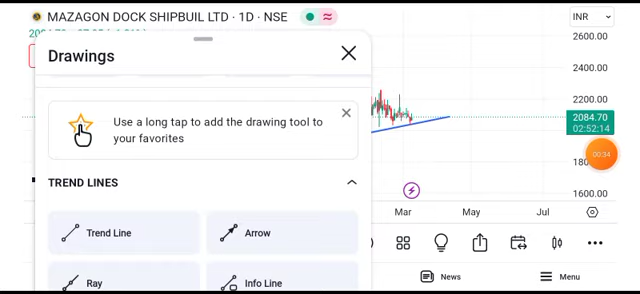 MAZAGON DOCK SHIPBUIL LTD · 1D · NSE
INR
2600.00
Drawings
2400.00
2200.00
Use a long tap to add the drawing tool to
your favorites
2084.70
02:52:14
00:34
TREND LINES
1600.00
Mar
May
Jul
Trend Line
Arrow
Ray
Info Line
News
Menu